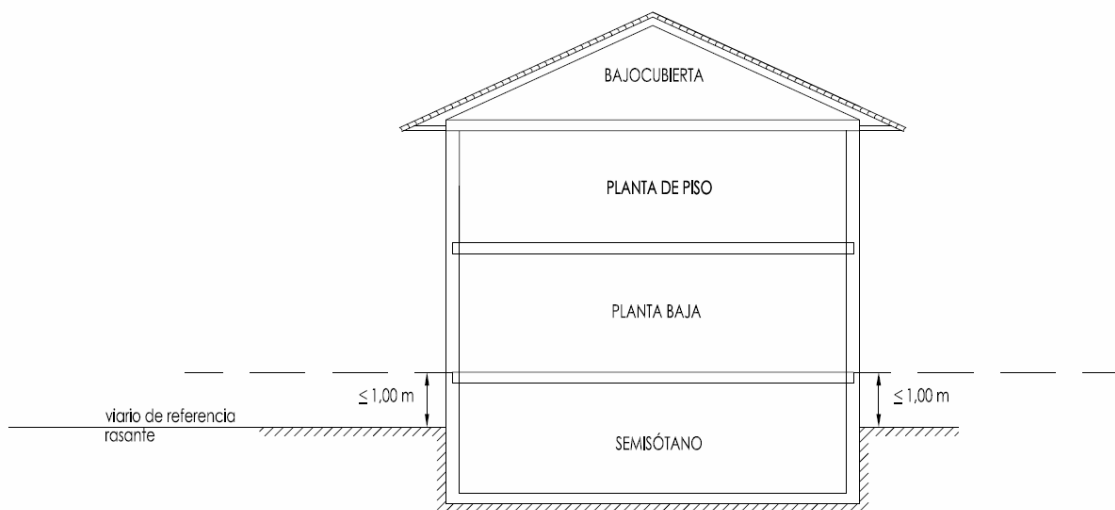 BAJOCUBIERTA
PLANTA DE PISO
PLANTA BAJA
≤ 1,00 m
≤ 1,00 m
viario de referencia
rasante
SEMISÓTANO